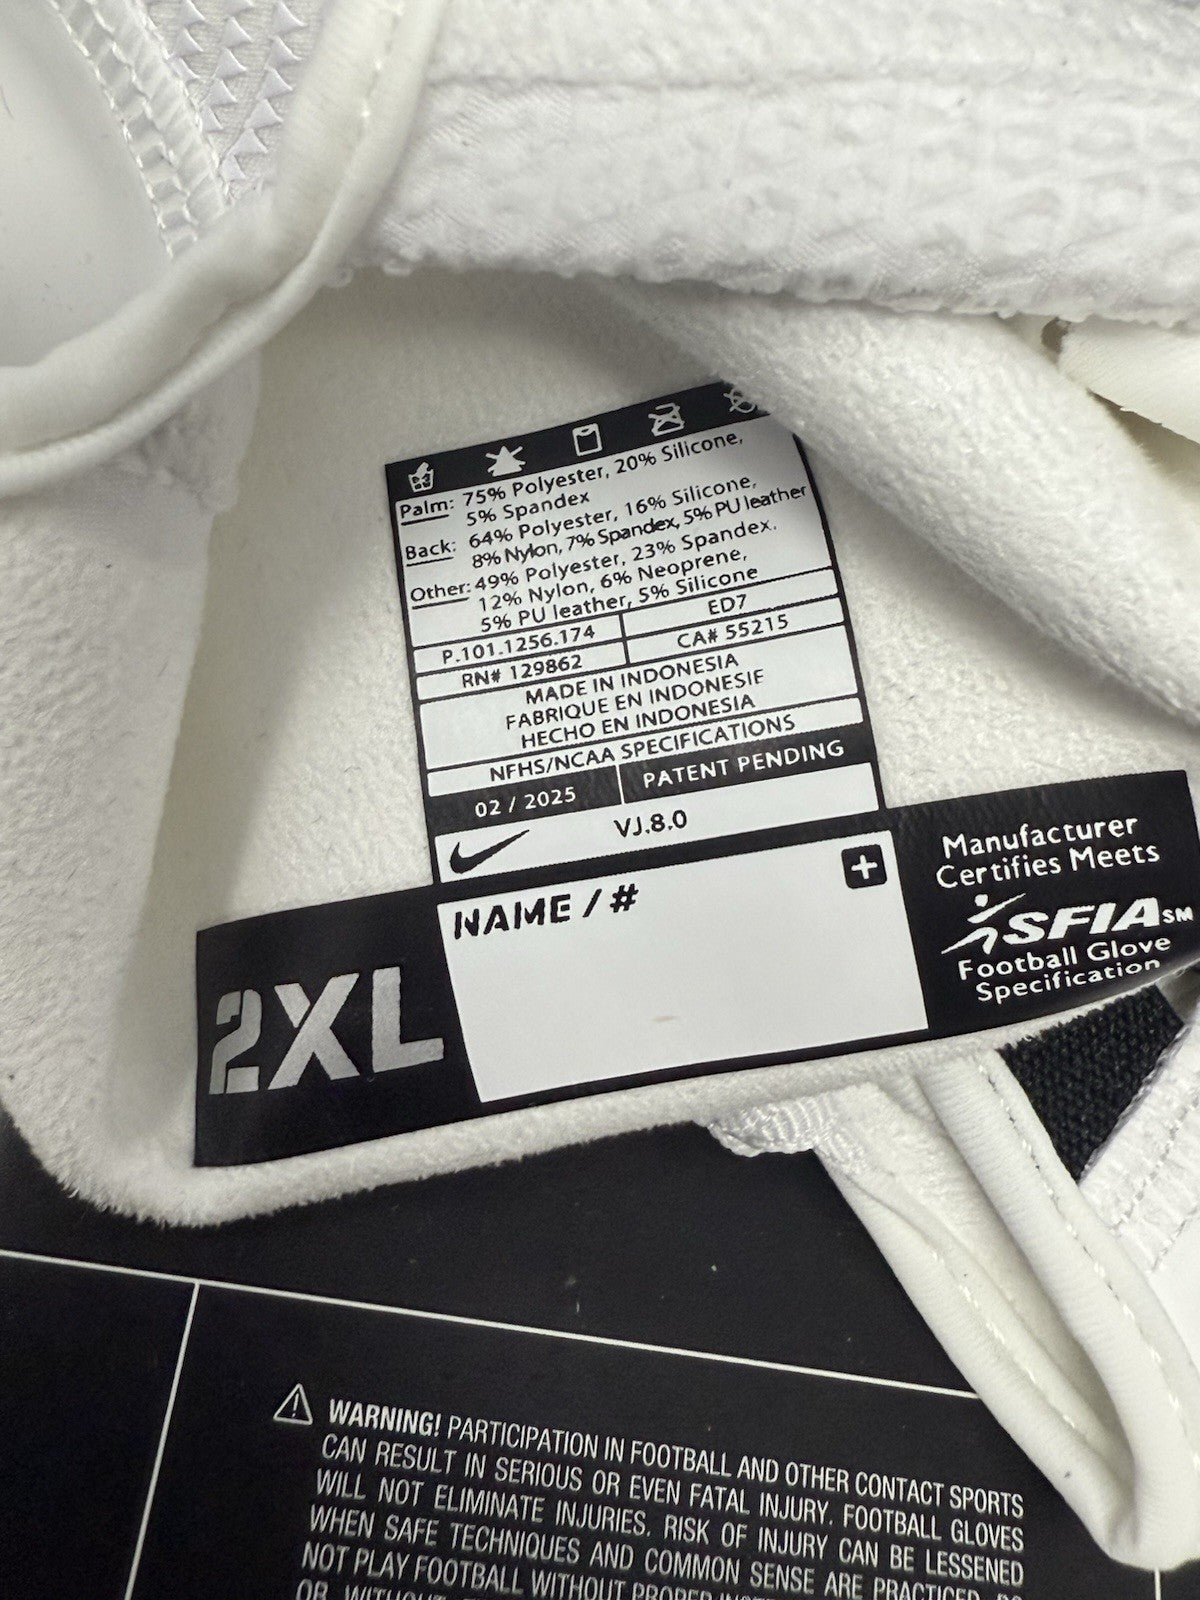 Palm: 75% Polyester, 20% Silicone,
5% Spandex
Back: 64% Polyester, 16% Silicone,
8% Nylon, 7% Spandex, 5% PU leather
Other: 49% Polyester, 23% Spandex,
12% Nylon, 6% Neoprene,
5% PU leather, 5% Silicone
P.101.1256.174 ED7
RN# 129862 CA# 55215
MADE IN INDONESIA
FABRIQUE EN INDONESIE
HECHO EN INDONESIA
NFHS/NCAA SPECIFICATIONS
02 / 2025 PATENT PENDING
VJ.8.0
2XL
NAME / #
Manufacturer
Certifies Meets
SFIA SM
Football Glove
Specification
WARNING! PARTICIPATION IN FOOTBALL AND OTHER CONTACT SPORTS
CAN RESULT IN SERIOUS OR EVEN FATAL INJURY. FOOTBALL GLOVES
WILL NOT ELIMINATE INJURIES. RISK OF INJURY CAN BE LESSENED
WHEN SAFE TECHNIQUES AND COMMON SENSE ARE PRACTICED. DO
NOT PLAY FOOTBALL WITHOUT PROPER
OR WITHOUT